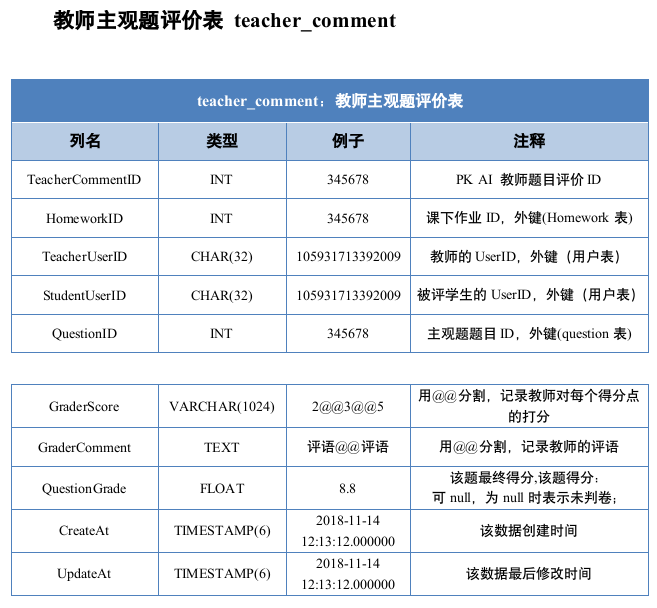 教师主观题评价表 teacher_comment
teacher_comment：教师主观题评价表
列名 类型 例子 注释
TeacherCommentID INT 345678 PK AI 教师题目评价 ID
HomeworkID INT 345678 课下作业 ID，外键(Homework 表)
TeacherUserID CHAR(32) 105931713392009 教师的 UserID，外键（用户表）
StudentUserID CHAR(32) 105931713392009 被评学生的 UserID，外键（用户表）
QuestionID INT 345678 主观题题目 ID，外键(question 表)
GraderScore VARCHAR(1024) 2@@3@@5 用@@分割，记录教师对每个得分点
的打分
GraderComment TEXT 评语@@评语 用@@分割，记录教师的评语
QuestionGrade FLOAT 8.8 该题最终得分,该题得分：
可 null，为 null 时表示未判卷；
CreateAt TIMESTAMP(6) 2018-11-14
12:13:12.000000 该数据创建时间
UpdateAt TIMESTAMP(6) 2018-11-14
12:13:12.000000 该数据最后修改时间